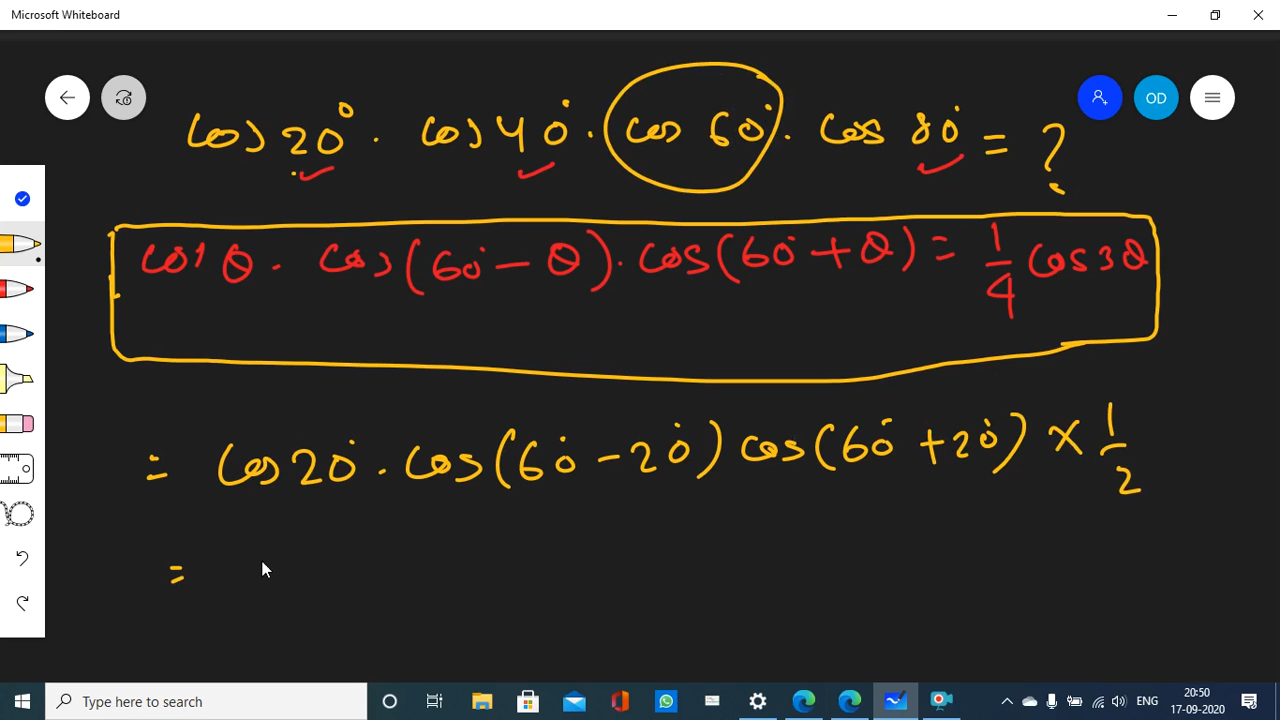 Microsoft Whiteboard
OD
cos 20° · cos 40° · cos 60° · cos 80° = ?
cos θ · cos(60° − θ) · cos(60° + θ) = 1/4 cos 3θ
= cos 20° · cos(60° − 20°) cos(60° + 20°) × 1/2
=
Type here to search
ENG
20:50
17-09-2020